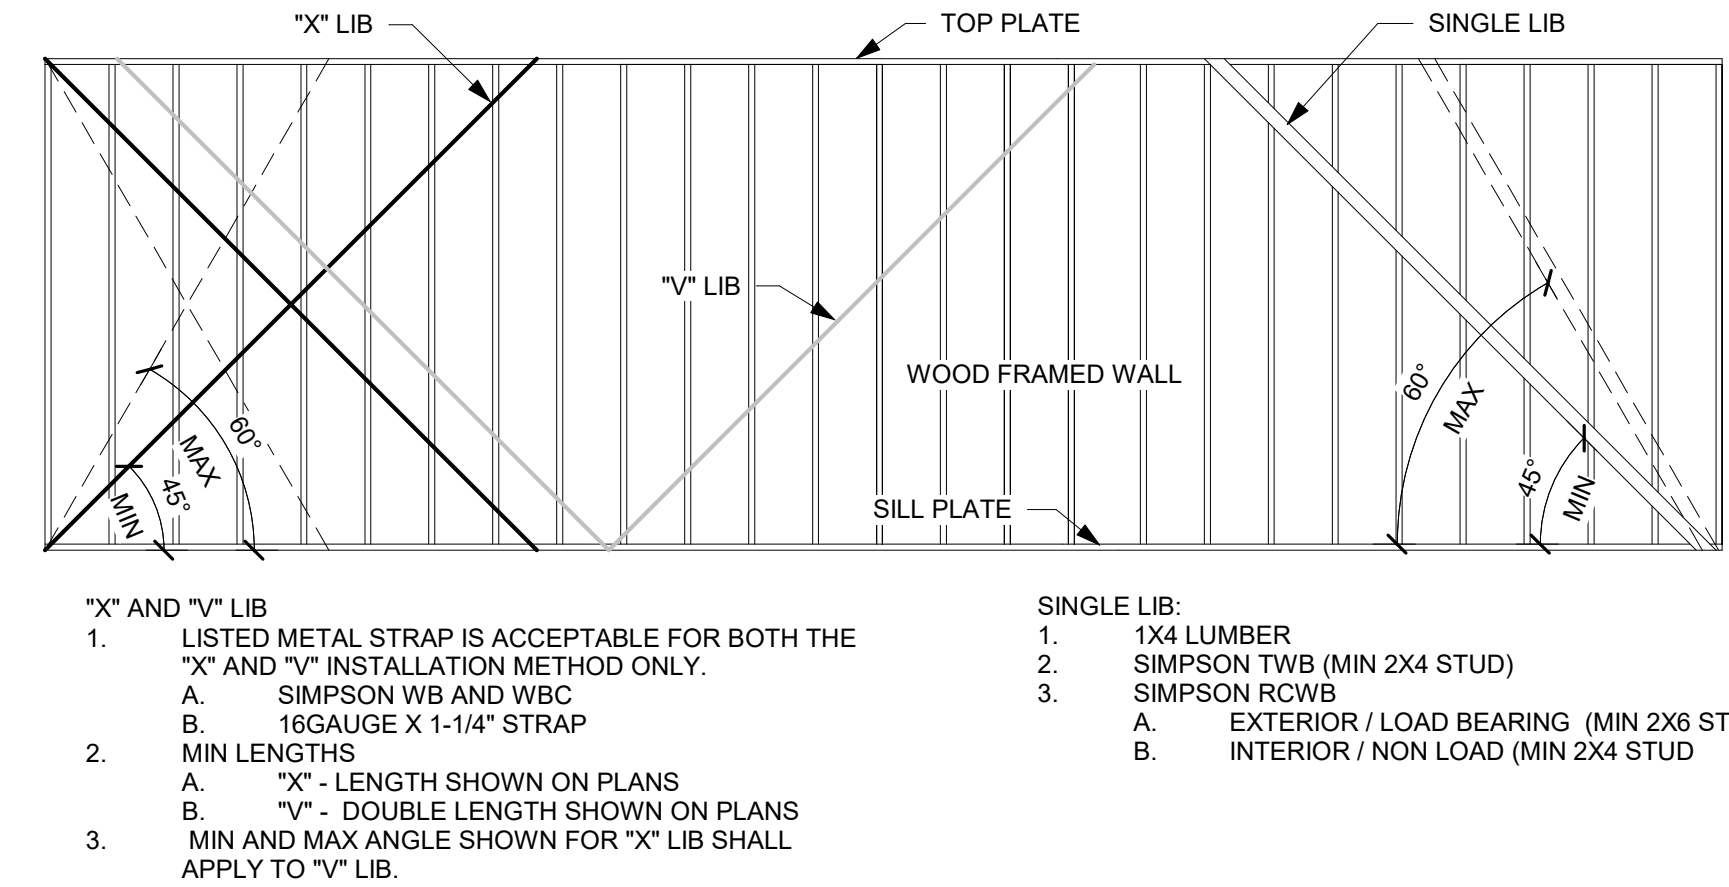 "X" LIB
TOP PLATE
SINGLE LIB
"V" LIB
WOOD FRAMED WALL
60°
MAX
45°
MIN
60°
MAX
45°
MIN
SILL PLATE
"X" AND "V" LIB
1. LISTED METAL STRAP IS ACCEPTABLE FOR BOTH THE
"X" AND "V" INSTALLATION METHOD ONLY.
A. SIMPSON WB AND WBC
B. 16GAUGE X 1-1/4" STRAP
2. MIN LENGTHS
A. "X" - LENGTH SHOWN ON PLANS
B. "V" - DOUBLE LENGTH SHOWN ON PLANS
3. MIN AND MAX ANGLE SHOWN FOR "X" LIB SHALL
APPLY TO "V" LIB.
SINGLE LIB:
1. 1X4 LUMBER
2. SIMPSON TWB (MIN 2X4 STUD)
3. SIMPSON RCWB
A. EXTERIOR / LOAD BEARING (MIN 2X6
B. INTERIOR / NON LOAD (MIN 2X4 STUD